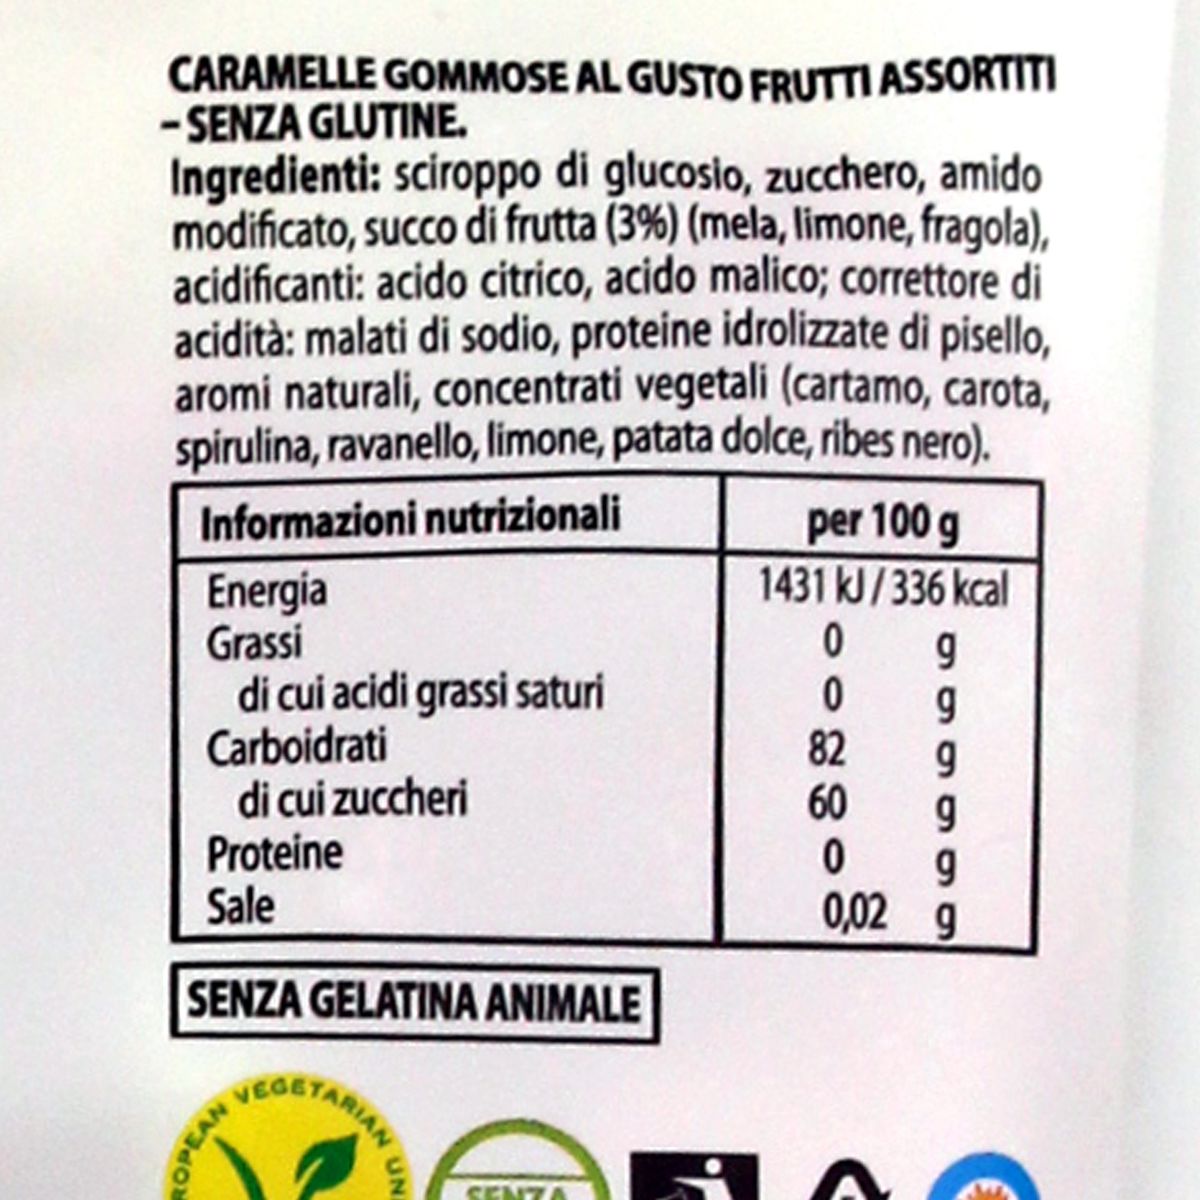 CARAMELLE GOMMOSE AL GUSTO FRUTTI ASSORTITI
– SENZA GLUTINE.
Ingredienti: sciroppo di glucosio, zucchero, amido
modificato, succo di frutta (3%) (mela, limone, fragola),
acidificanti: acido citrico, acido malico; correttore di
acidità: malati di sodio, proteine idrolizzate di pisello,
aromi naturali, concentrati vegetali (cartamo, carota,
spirulina, ravanello, limone, patata dolce, ribes nero).
Informazioni nutrizionali per 100 g
Energia 1431 kJ / 336 kcal
Grassi 0 g
di cui acidi grassi saturi 0 g
Carboidrati 82 g
di cui zuccheri 60 g
Proteine 0 g
Sale 0,02 g
SENZA GELATINA ANIMALE
VEGETARIAN
SENZA